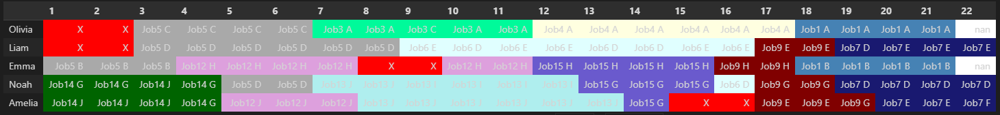 1 2 3 4 5 6 7 8 9 10 11 12 13 14 15 16 17 18 19 20 21 22
Olivia X X Job5 C Job5 C Job5 C Job5 C Job3 A Job3 A Job3 C Job3 A Job3 A Job4 A Job4 A Job4 A Job4 A Job4 A Job4 A Job1 A Job1 A Job1 A Job1 A nan
Liam X X Job5 D Job5 D Job5 D Job5 D Job5 D Job5 D Job6 E Job6 D Job6 E Job6 E Job6 D Job6 E Job6 E Job6 E Job9 E Job9 E Job7 D Job7 E Job7 E Job7 E
Emma Job5 B Job5 B Job5 B Job12 H Job12 H Job12 H Job12 H X X Job12 H Job12 H Job15 H Job15 H Job15 H Job15 H Job9 H Job9 H Job1 B Job1 B Job1 B Job1 B nan
Noah Job14 G Job14 G Job14 J Job14 G Job5 D Job5 D Job13 Job13 Job13 Job13 Job13 Job13 Job15 G Job15 G Job15 G Job6 D Job9 G Job9 G Job7 D Job7 D Job7 D Job7 D
Amelia Job14 J Job14 J Job14 J Job14 G Job12 J Job12 J Job12 J Job13 Job13 Job13 Job13 Job13 Job13 Job15 G X X Job9 E Job9 E Job9 G Job7 E Job7 E Job7 F